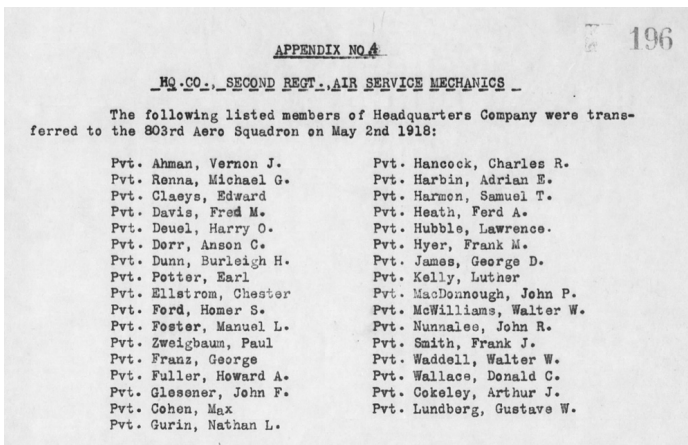 196
APPENDIX NO.4
HQ.CO., SECOND REGT., AIR SERVICE MECHANICS
The following listed members of Headquarters Company were trans-
ferred to the 803rd Aero Squadron on May 2nd 1918:
Pvt. Ahman, Vernon J.
Pvt. Renna, Michael G.
Pvt. Claeys, Edward
Pvt. Davis, Fred M.
Pvt. Deuel, Harry O.
Pvt. Dorr, Anson C.
Pvt. Dunn, Burleigh H.
Pvt. Potter, Earl
Pvt. Ellstrom, Chester
Pvt. Ford, Homer S.
Pvt. Foster, Manuel L.
Pvt. Zweigbaum, Paul
Pvt. Franz, George
Pvt. Fuller, Howard A.
Pvt. Glesener, John F.
Pvt. Cohen, Max
Pvt. Gurin, Nathan L.
Pvt. Hancock, Charles R.
Pvt. Harbin, Adrian E.
Pvt. Harmon, Samuel T.
Pvt. Heath, Ferd A.
Pvt. Hubble, Lawrence.
Pvt. Hyer, Frank M.
Pvt. James, George D.
Pvt. Kelly, Luther
Pvt. MacDonnough, John P.
Pvt. McWilliams, Walter W.
Pvt. Nunnalee, John R.
Pvt. Smith, Frank J.
Pvt. Waddell, Walter W.
Pvt. Wallace, Donald C.
Pvt. Cokeley, Arthur J.
Pvt. Lundberg, Gustave W.